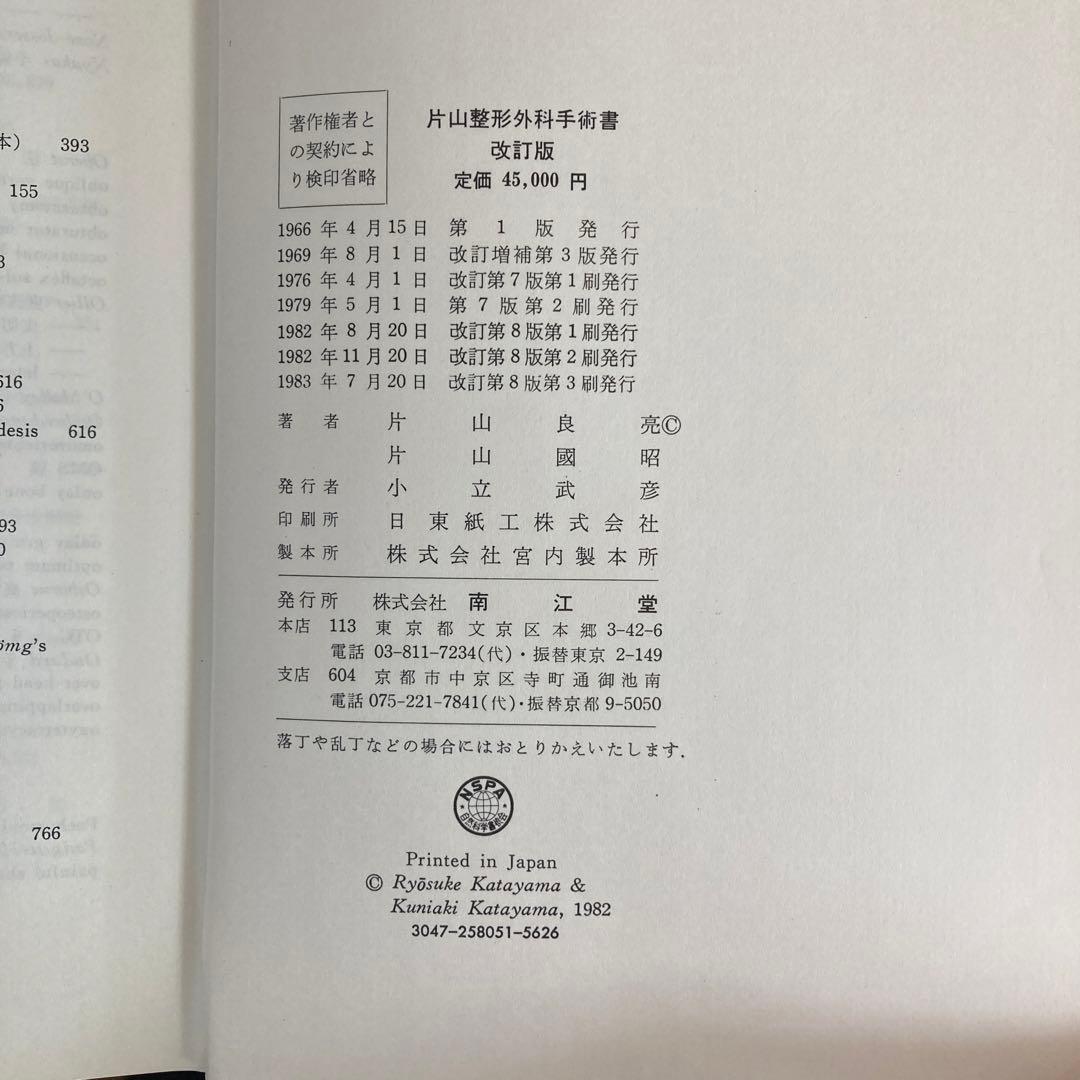 本) 393
155
3
616
6
desis 616
93
0
ömg's
766
著作権者と
の契約によ
り検印省略
片山整形外科手術書
改訂版
定価 45,000 円
1966 年 4 月 15 日 第 1 版 発 行
1969 年 8 月 1 日 改訂増補第 3 版発行
1976 年 4 月 1 日 改訂第 7 版第 1 刷発行
1979 年 5 月 1 日 第 7 版 第 2 刷発行
1982 年 8 月 20 日 改訂第 8 版第 1 刷発行
1982 年 11 月 20 日 改訂第 8 版第 2 刷発行
1983 年 7 月 20 日 改訂第 8 版第 3 刷発行
著 者 片 山 良 亮©
片 山 國 昭
発行者 小 立 武 彦
印刷所 日東紙工株式会社
製本所 株式会社宮内製本所
発行所 株式会社 南 江 堂
本店 113 東京都文京区本郷 3-42-6
電話 03-811-7234(代)・振替東京 2-149
支店 604 京都市中京区寺町通御池南
電話 075-221-7841(代)・振替京都 9-5050
落丁や乱丁などの場合にはおとりかえいたします.
NSPA
自然科学書協会
Printed in Japan
© Ryōsuke Katayama &
Kuniaki Katayama, 1982
3047-258051-5626